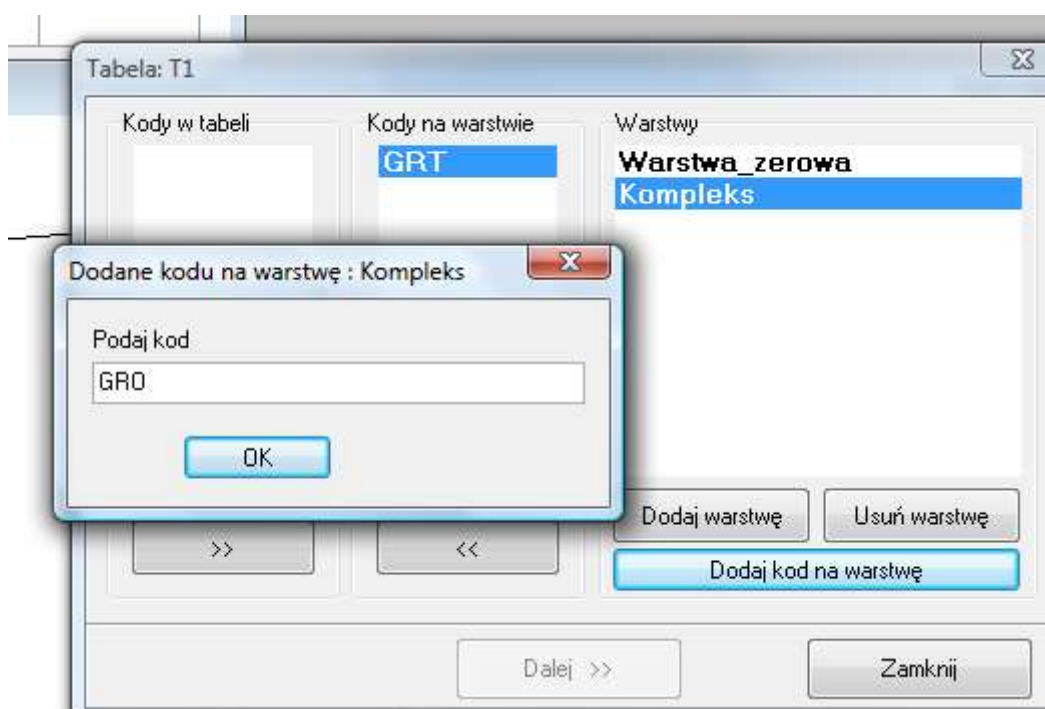 Tabela: T1
Kody w tabeli
Kody na warstwie
Warstwy
GRT
Warstwa_zerowa
Kompleks
Dodane kodu na warstwę : Kompleks
Podaj kod
GRO
OK
Dodaj warstwę
Usuń warstwę
>>
<<
Dodaj kod na warstwę
Dalej >>
Zamknij